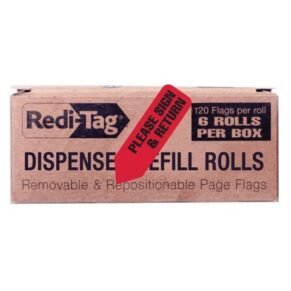 Redi-Tag®
PLEASE SIGN
& RETURN
120 Flags per roll
6 ROLLS
PER BOX
DISPENSE EFILL ROLLS
Removable & Repositionable Page Flags